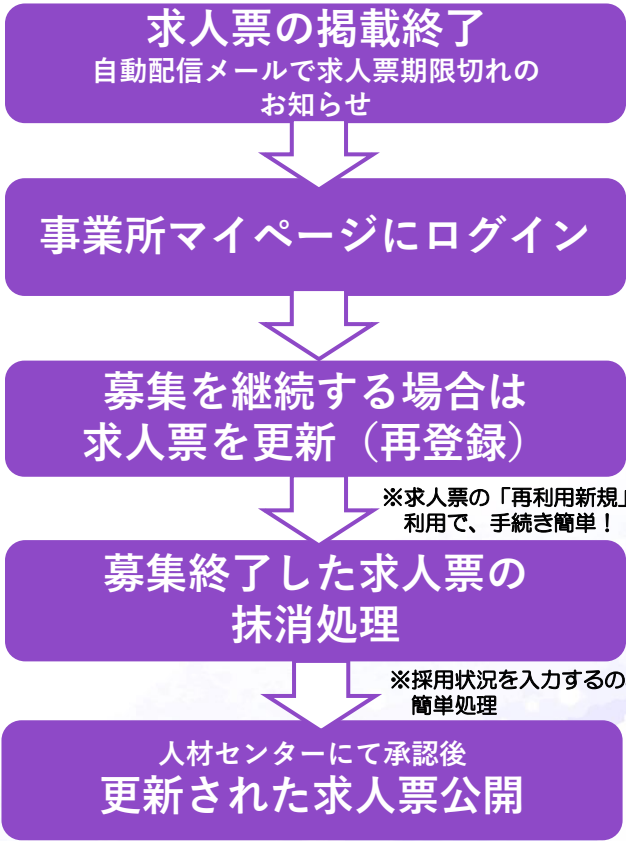 求人票の掲載終了
自動配信メールで求人票期限切れの
お知らせ
事業所マイページにログイン
募集を継続する場合は
求人票を更新（再登録）
※求人票の「再利用新規」
利用で、手続き簡単！
募集終了した求人票の
抹消処理
※採用状況を入力するの
簡単処理
人材センターにて承認後
更新された求人票公開